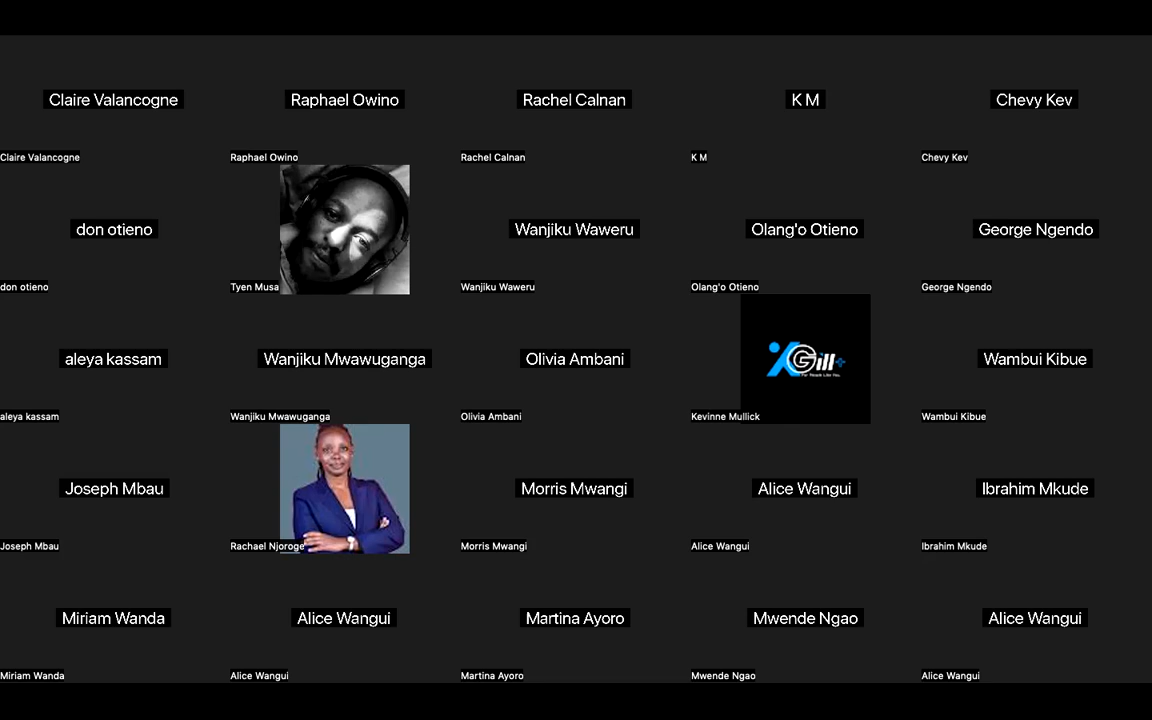 Claire Valancogne
Raphael Owino
Rachel Calnan
K M
Chevy Kev
Claire Valancogne
Raphael Owino
Rachel Calnan
K M
Chevy Kev
don otieno
Wanjiku Waweru
Olang'o Otieno
George Ngendo
don otieno
Tyen Musa
Wanjiku Waweru
Olang'o Otieno
George Ngendo
aleya kassam
Wanjiku Mwawuganga
Olivia Ambani
XGill+
For People Like You.
Wambui Kibue
aleya kassam
Wanjiku Mwawuganga
Olivia Ambani
Kevinne Mullick
Wambui Kibue
Joseph Mbau
Morris Mwangi
Alice Wangui
Ibrahim Mkude
Joseph Mbau
Rachael Njoroge
Morris Mwangi
Alice Wangui
Ibrahim Mkude
Miriam Wanda
Alice Wangui
Martina Ayoro
Mwende Ngao
Alice Wangui
Miriam Wanda
Alice Wangui
Martina Ayoro
Mwende Ngao
Alice Wangui